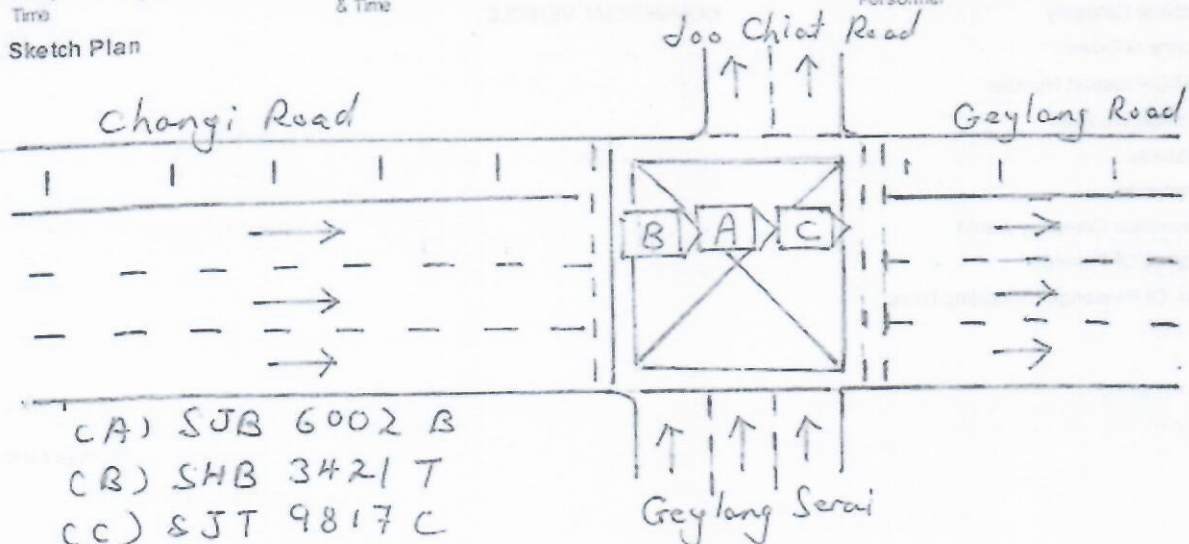 Time
& Time
Sketch Plan
Joo Chiat Road
Changi Road
Geylang Road
B A C
(A) SJB 6002 B
(B) SHB 3421 T
(C) SJT 9817 C
Geylang Serai